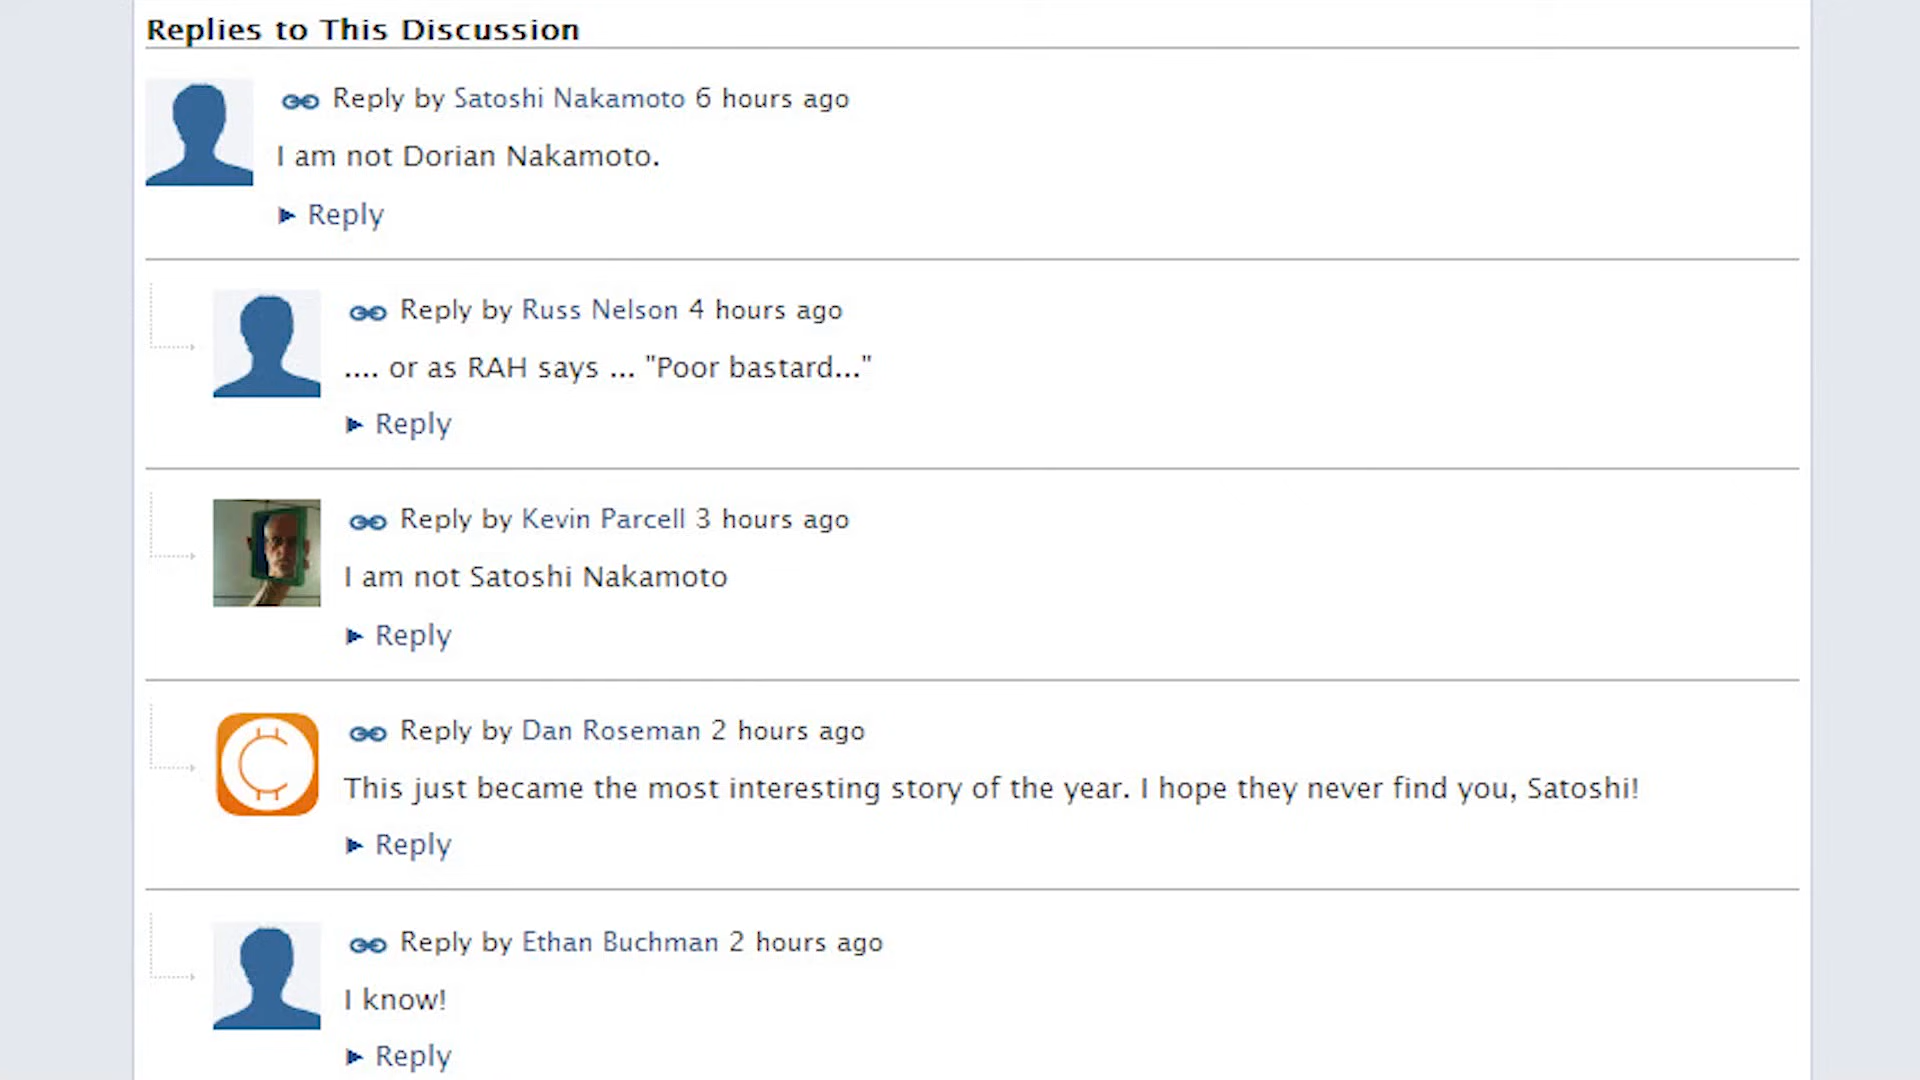 Replies to This Discussion
Reply by Satoshi Nakamoto 6 hours ago
I am not Dorian Nakamoto.
Reply
Reply by Russ Nelson 4 hours ago
.... or as RAH says ... "Poor bastard..."
Reply
Reply by Kevin Parcell 3 hours ago
I am not Satoshi Nakamoto
Reply
Reply by Dan Roseman 2 hours ago
This just became the most interesting story of the year. I hope they never find you, Satoshi!
Reply
Reply by Ethan Buchman 2 hours ago
I know!
Reply